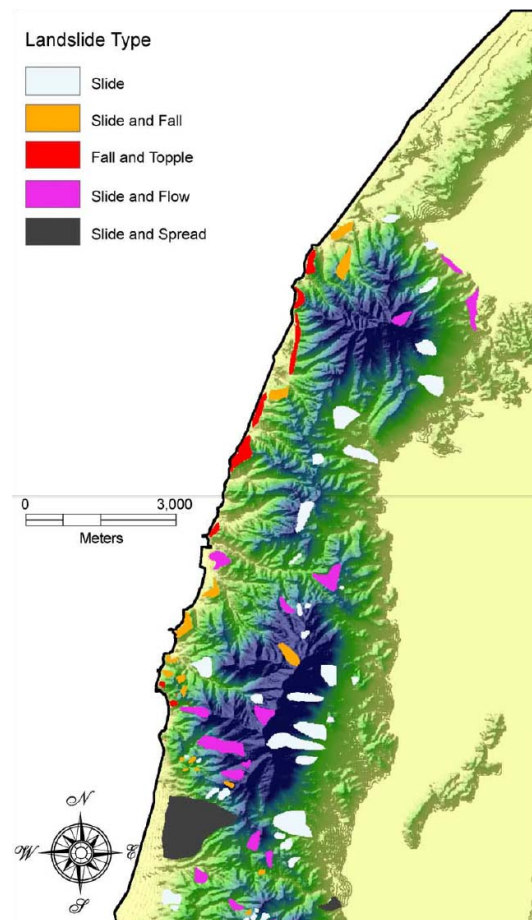 Landslide Type
Slide
Slide and Fall
Fall and Topple
Slide and Flow
Slide and Spread
0 3,000
Meters
N
W E
S